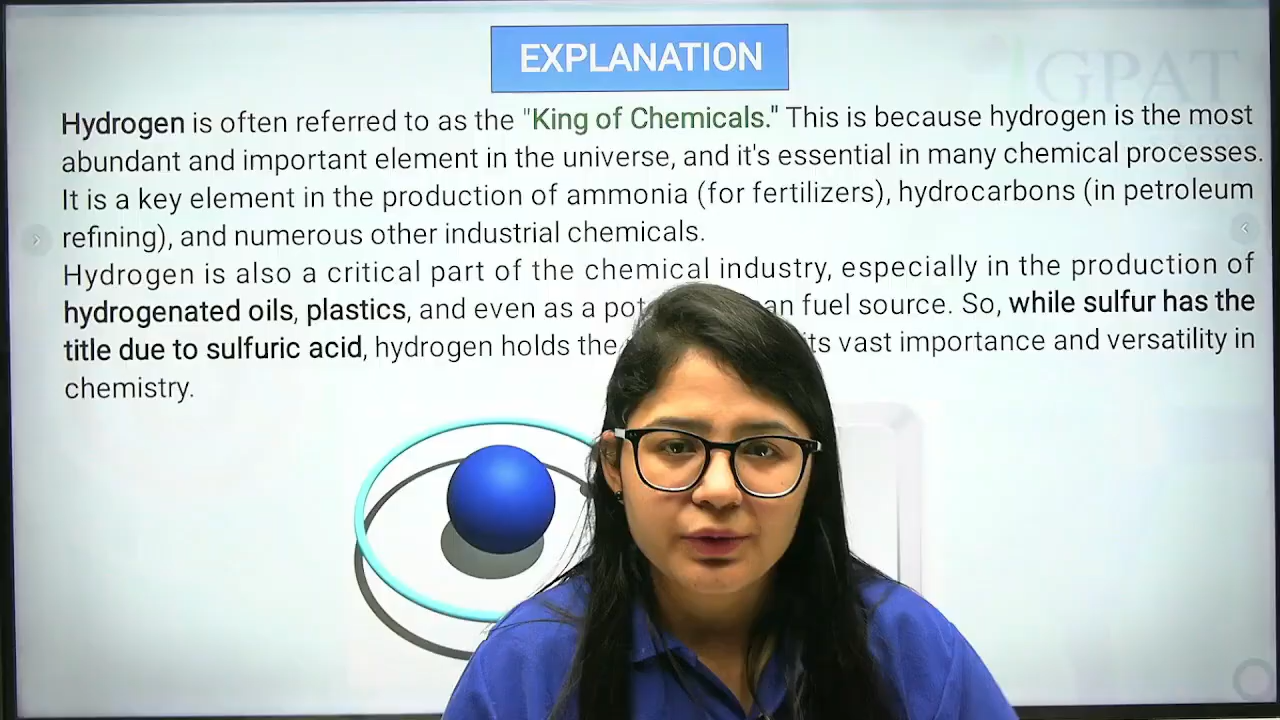 EXPLANATION
GPAT
Hydrogen is often referred to as the "King of Chemicals." This is because hydrogen is the most
abundant and important element in the universe, and it's essential in many chemical processes.
It is a key element in the production of ammonia (for fertilizers), hydrocarbons (in petroleum
refining), and numerous other industrial chemicals.
Hydrogen is also a critical part of the chemical industry, especially in the production of
hydrogenated oils, plastics, and even as a fuel source. So, while sulfur has the
title due to sulfuric acid, hydrogen holds the vast importance and versatility in
chemistry.